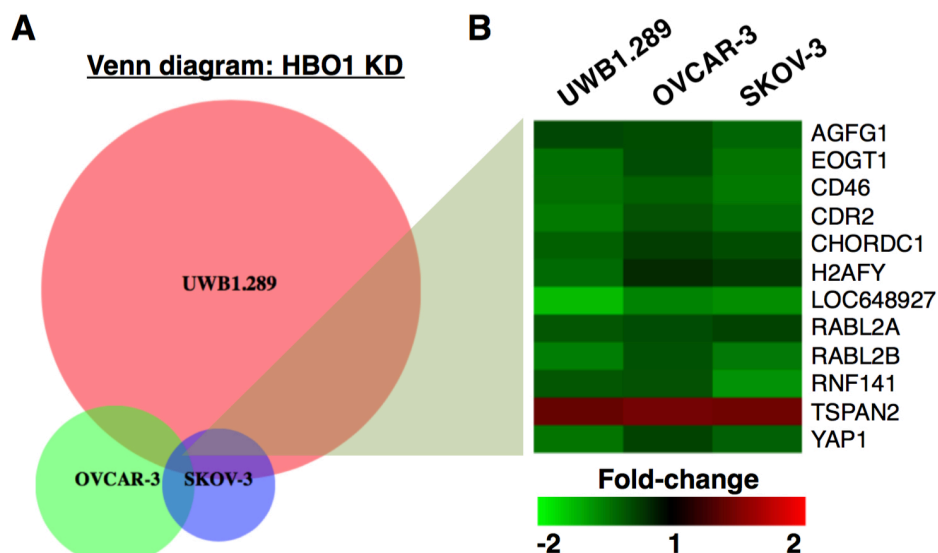 A
Venn diagram: HBO1 KD
UWB1.289
OVCAR-3
SKOV-3
B
UWB1.289
OVCAR-3
SKOV-3
AGFG1
EOGT1
CD46
CDR2
CHORDC1
H2AFY
LOC648927
RABL2A
RABL2B
RNF141
TSPAN2
YAP1
Fold-change
-2 1 2